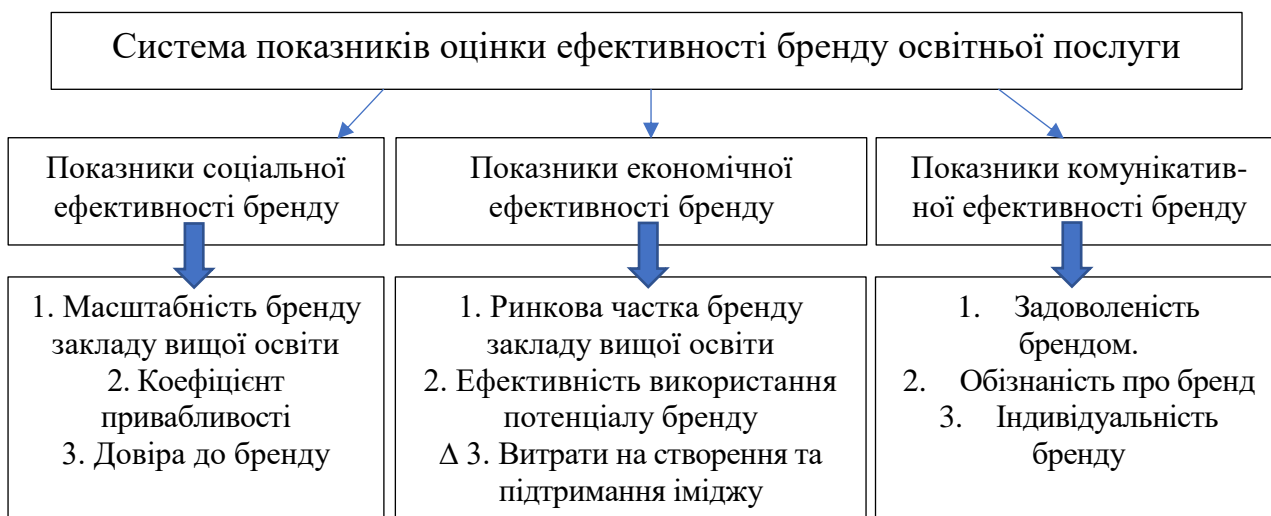 Система показників оцінки ефективності бренду освітньої послуги
Показники соціальної
ефективності бренду
Показники економічної
ефективності бренду
Показники комунікатив-
ної ефективності бренду
1. Масштабність бренду
закладу вищої освіти
2. Коефіцієнт
привабливості
3. Довіра до бренду
1. Ринкова частка бренду
закладу вищої освіти
2. Ефективність використання
потенціалу бренду
Δ 3. Витрати на створення та
підтримання іміджу
1. Задоволеність
брендом.
2. Обізнаність про бренд
3. Індивідуальність
бренду